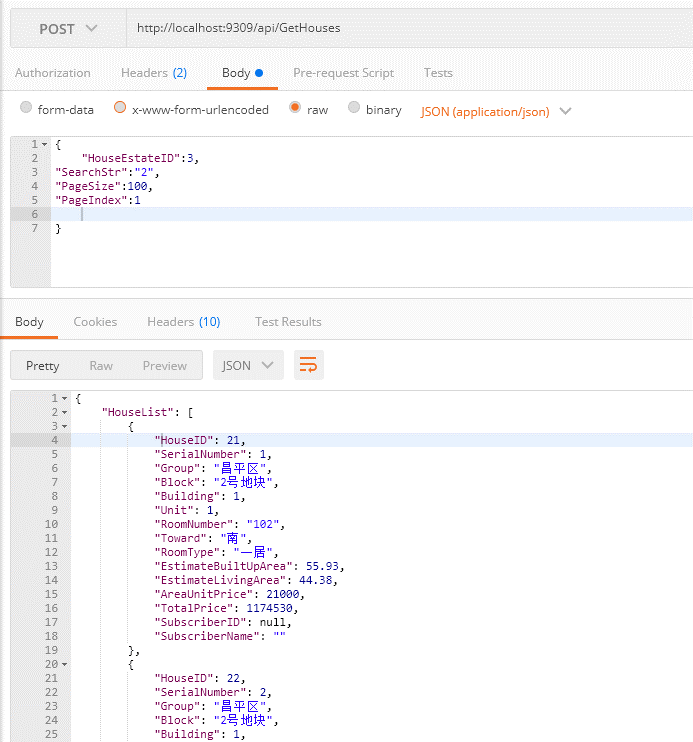 POST http://localhost:9309/api/GetHouses
Authorization Headers (2) Body Pre-request Script Tests
form-data x-www-form-urlencoded raw binary JSON (application/json)
1 {
2 "HouseEstateID":3,
3 "SearchStr":"2",
4 "PageSize":100,
5 "PageIndex":1
6
7 }
Body Cookies Headers (10) Test Results
Pretty Raw Preview JSON
1 {
2 "HouseList": [
3 {
4 "HouseID": 21,
5 "SerialNumber": 1,
6 "Group": "昌平区",
7 "Block": "2号地块",
8 "Building": 1,
9 "Unit": 1,
10 "RoomNumber": "102",
11 "Toward": "南",
12 "RoomType": "一居",
13 "EstimateBuiltUpArea": 55.93,
14 "EstimateLivingArea": 44.38,
15 "AreaUnitPrice": 21000,
16 "TotalPrice": 1174530,
17 "SubscriberID": null,
18 "SubscriberName": ""
19 },
20 {
21 "HouseID": 22,
22 "SerialNumber": 2,
23 "Group": "昌平区",
24 "Block": "2号地块",
25 "Building": 1,